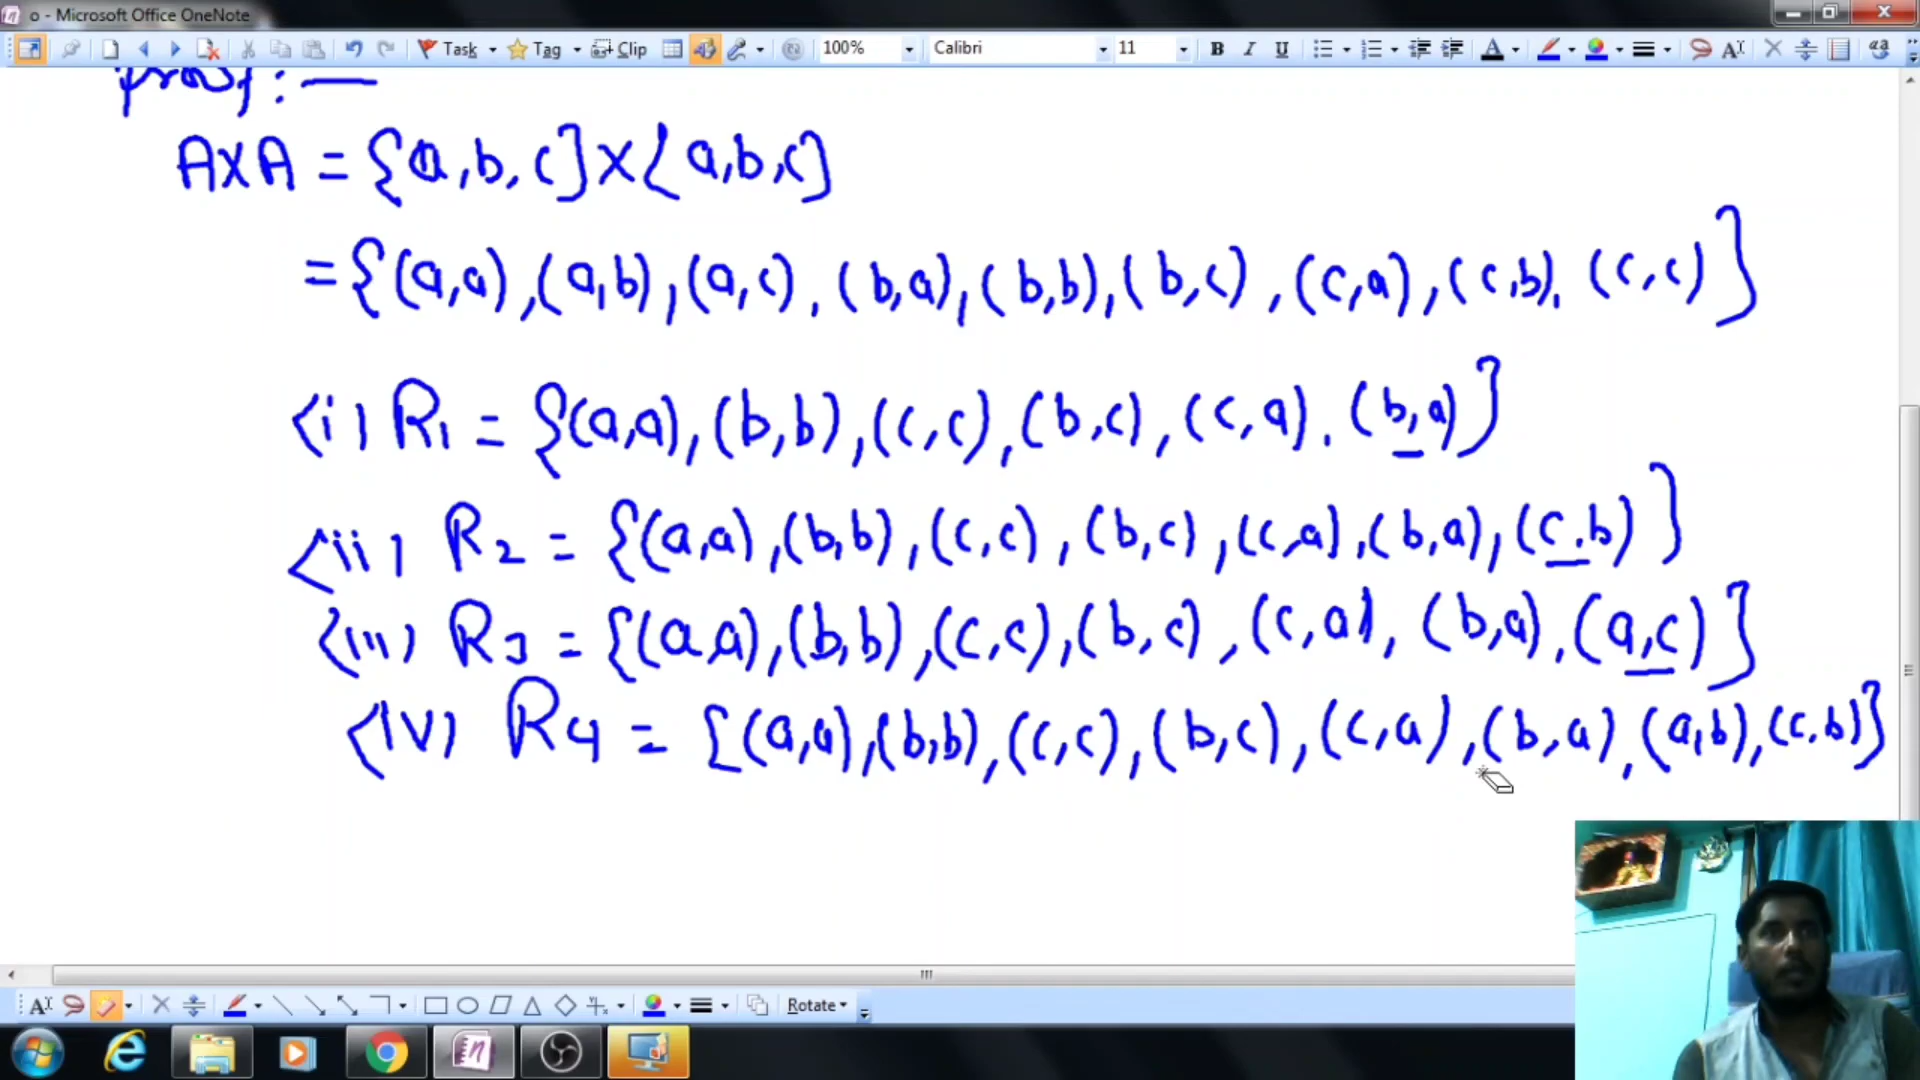 o - Microsoft Office OneNote
Task Tag Clip 100% Calibri 11 B I U A
proof :—
A×A = {a,b,c}×{a,b,c}
={(a,a),(a,b),(a,c),(b,a),(b,b),(b,c),(c,a),(c,b),(c,c)}
(i) R1 = {(a,a),(b,b),(c,c),(b,c),(c,a),(b,a)}
(ii) R2 = {(a,a),(b,b),(c,c),(b,c),(c,a),(b,a),(c,b)}
(iii) R3 = {(a,a),(b,b),(c,c),(b,c),(c,a),(b,a),(a,c)}
(iv) R4 = {(a,a),(b,b),(c,c),(b,c),(c,a),(b,a),(a,b),(c,b)}
Rotate